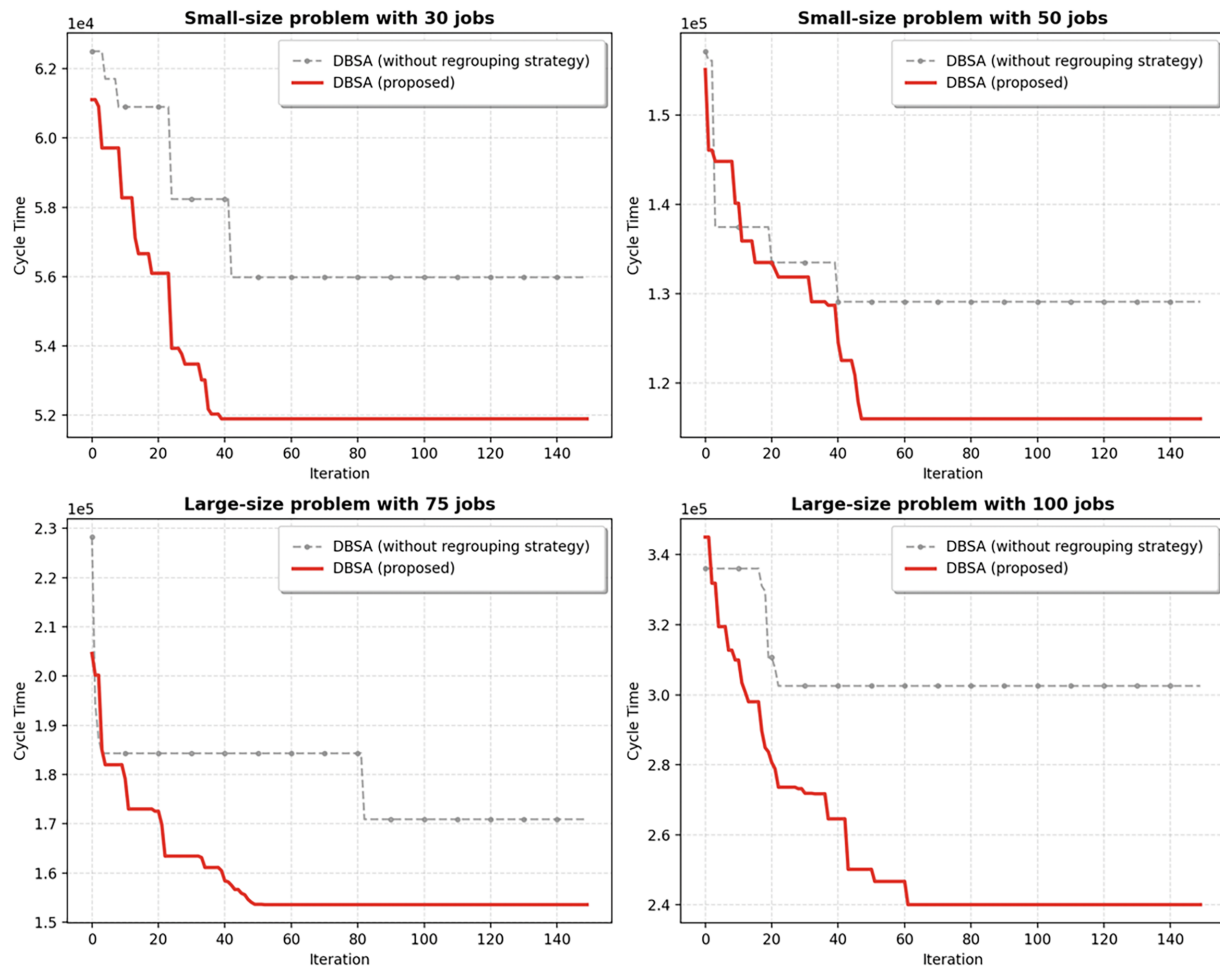 Small-size problem with 30 jobs
1e4
DBSA (without regrouping strategy)
DBSA (proposed)
6.2
6.0
5.8
5.6
5.4
5.2
Cycle Time
0 20 40 60 80 100 120 140
Iteration
Small-size problem with 50 jobs
1e5
DBSA (without regrouping strategy)
DBSA (proposed)
1.5
1.4
1.3
1.2
Cycle Time
0 20 40 60 80 100 120 140
Iteration
Large-size problem with 75 jobs
1e5
DBSA (without regrouping strategy)
DBSA (proposed)
2.3
2.2
2.1
2.0
1.9
1.8
1.7
1.6
1.5
Cycle Time
0 20 40 60 80 100 120 140
Iteration
Large-size problem with 100 jobs
1e5
DBSA (without regrouping strategy)
DBSA (proposed)
3.4
3.2
3.0
2.8
2.6
2.4
Cycle Time
0 20 40 60 80 100 120 140
Iteration